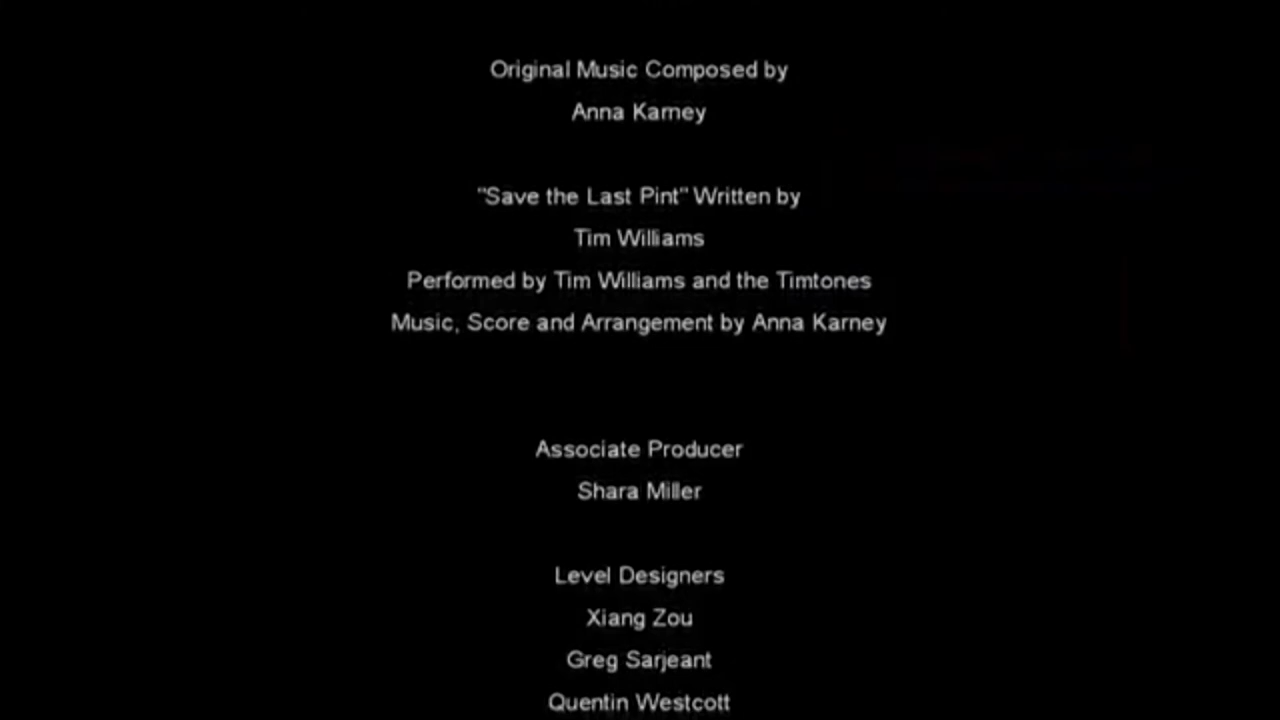 Original Music Composed by
Anna Karney
"Save the Last Pint" Written by
Tim Williams
Performed by Tim Williams and the Timtones
Music, Score and Arrangement by Anna Karney
Associate Producer
Shara Miller
Level Designers
Xiang Zou
Greg Sarjeant
Quentin Westcott